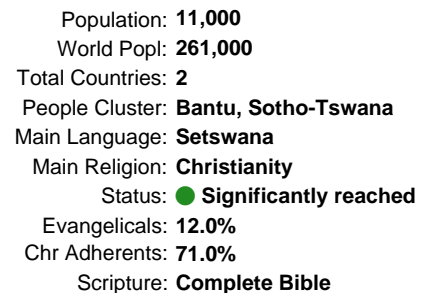 Population: 11,000
World Popl: 261,000
Total Countries: 2
People Cluster: Bantu, Sotho-Tswana
Main Language: Setswana
Main Religion: Christianity
Status: Significantly reached
Evangelicals: 12.0%
Chr Adherents: 71.0%
Scripture: Complete Bible